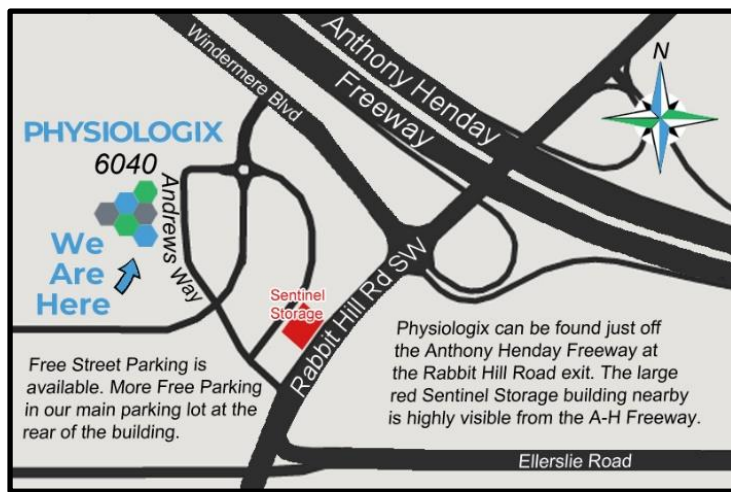 Anthony Henday
Freeway
Windermere Blvd
N
PHYSIOLOGIX
6040
Andrews Way
We
Are
Here
Sentinel
Storage
Rabbit Hill Rd SW
Free Street Parking is
available. More Free Parking
in our main parking lot at the
rear of the building.
Physiologix can be found just off
the Anthony Henday Freeway at
the Rabbit Hill Road exit. The large
red Sentinel Storage building nearby
is highly visible from the A-H Freeway.
Ellerslie Road